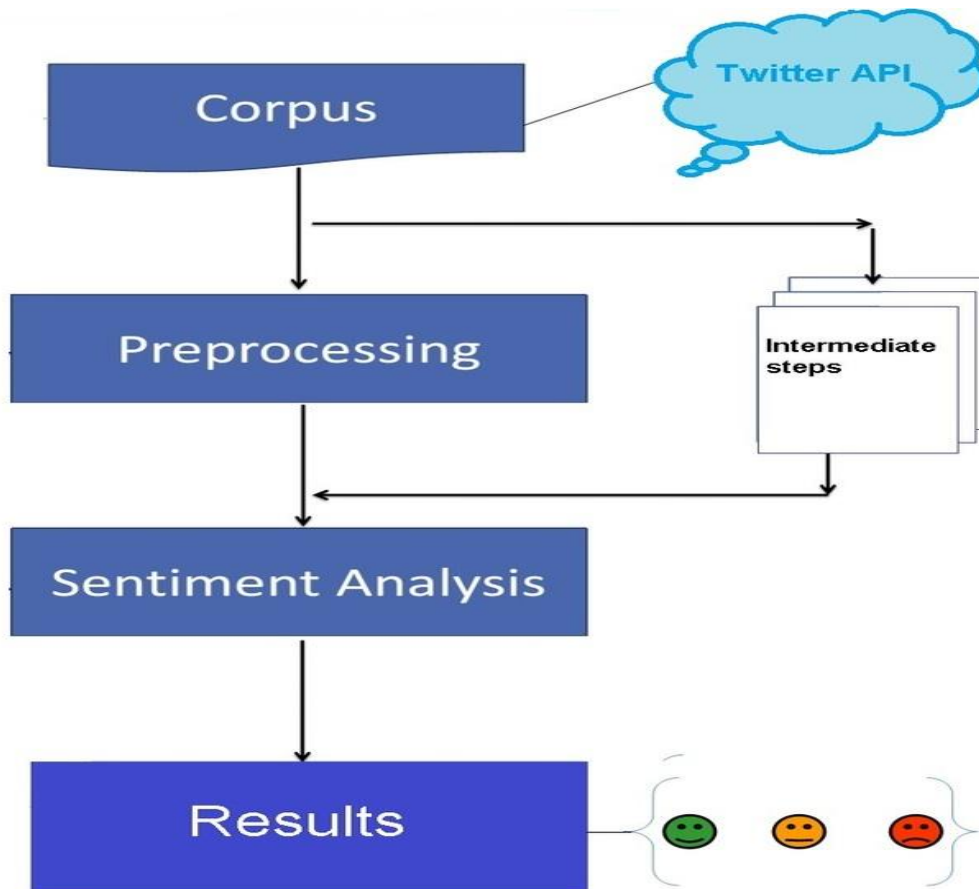 Corpus
Twitter API
Preprocessing
Intermediate
steps
Sentiment Analysis
Results